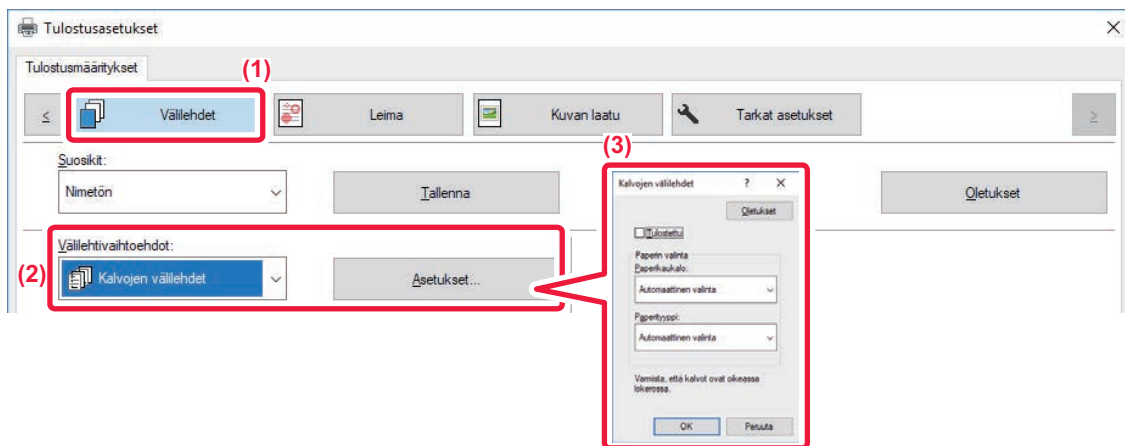 Tulostusasetukset
Tulostusmääritykset
(1)
< Välilehdet Leima Kuvan laatu Tarkat asetukset >
(3)
Suosikit:
Nimetön Tallenna Oletukset
Välilehtivaihtoehdot:
(2)
Kalvojen välilehdet Asetukset...
Kalvojen välilehdet ? X
Oletukset
Tulostettu
Paperin valinta
Paperikaukalo:
Automaattinen valinta
Paperityyppi:
Automaattinen valinta
Varmista, että kalvot ovat oikeassa
lokerossa.
OK Peruuta